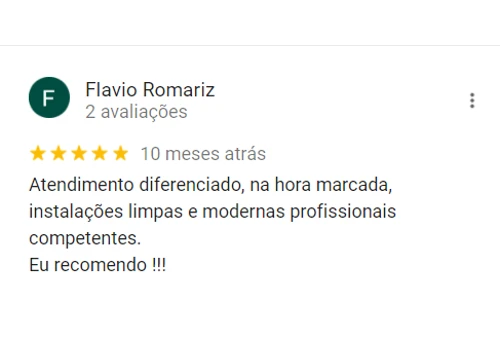 F
Flavio Romariz
2 avaliações
10 meses atrás
Atendimento diferenciado, na hora marcada,
instalações limpas e modernas profissionais
competentes.
Eu recomendo !!!